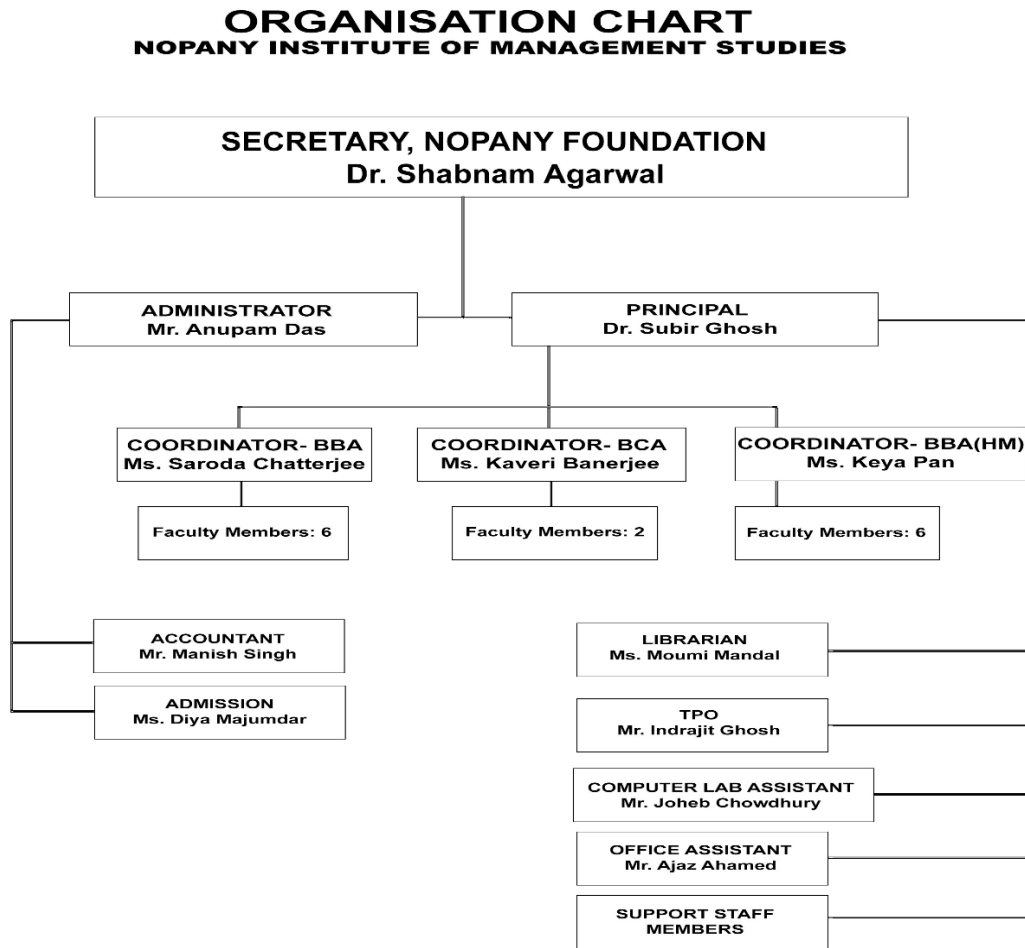 ORGANISATION CHART
NOPANY INSTITUTE OF MANAGEMENT STUDIES
SECRETARY, NOPANY FOUNDATION
Dr. Shabnam Agarwal
ADMINISTRATOR
Mr. Anupam Das
PRINCIPAL
Dr. Subir Ghosh
COORDINATOR- BBA
Ms. Saroda Chatterjee
COORDINATOR- BCA
Ms. Kaveri Banerjee
COORDINATOR- BBA(HM)
Ms. Keya Pan
Faculty Members: 6
Faculty Members: 2
Faculty Members: 6
ACCOUNTANT
Mr. Manish Singh
ADMISSION
Ms. Diya Majumdar
LIBRARIAN
Ms. Moumi Mandal
TPO
Mr. Indrajit Ghosh
COMPUTER LAB ASSISTANT
Mr. Joheb Chowdhury
OFFICE ASSISTANT
Mr. Ajaz Ahamed
SUPPORT STAFF
MEMBERS